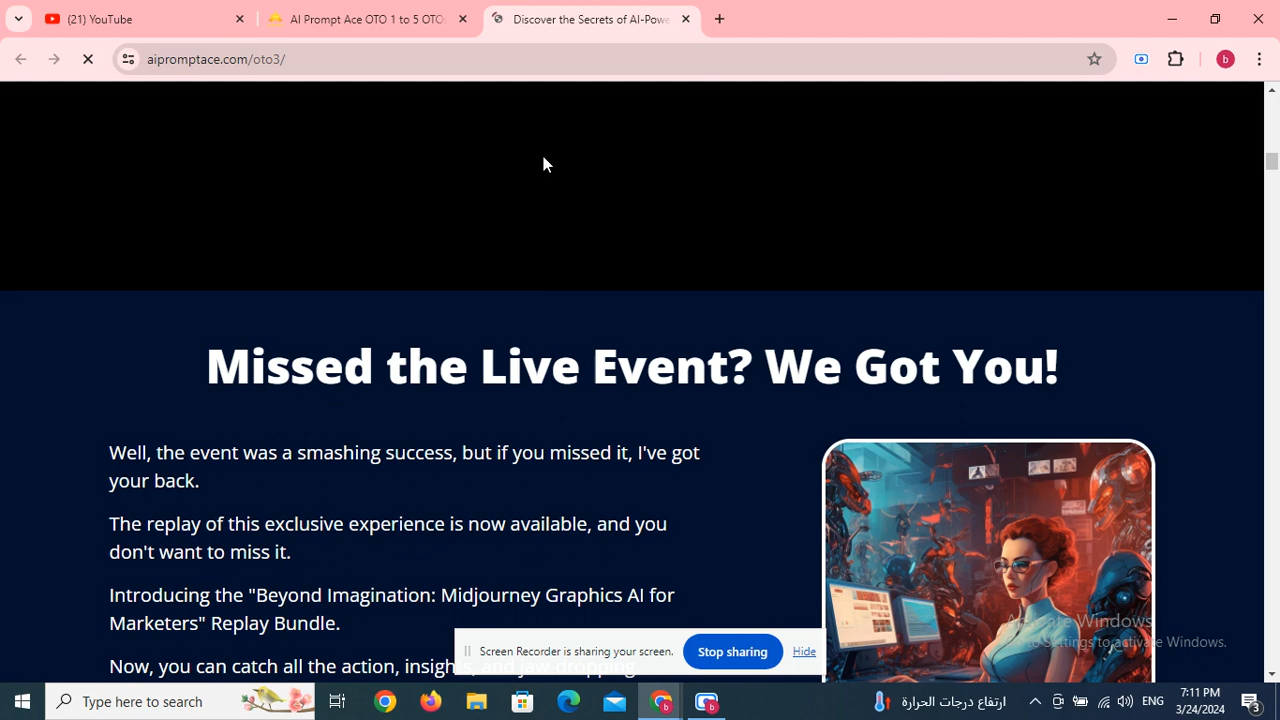 (21) YouTube
AI Prompt Ace OTO 1 to 5 OTO
Discover the Secrets of AI-Powe
aipromptace.com/oto3/
b
Missed the Live Event? We Got You!
Well, the event was a smashing success, but if you missed it, I've got
your back.
The replay of this exclusive experience is now available, and you
don't want to miss it.
Introducing the "Beyond Imagination: Midjourney Graphics AI for
Marketers" Replay Bundle.
Now, you can catch all the action, insights, and jaw-dropping
Activate Windows
to Settings to activate Windows.
Screen Recorder is sharing your screen.
Stop sharing
Hide
Type here to search
ارتفاع درجات الحرارة
ENG
7:11 PM
3/24/2024
3